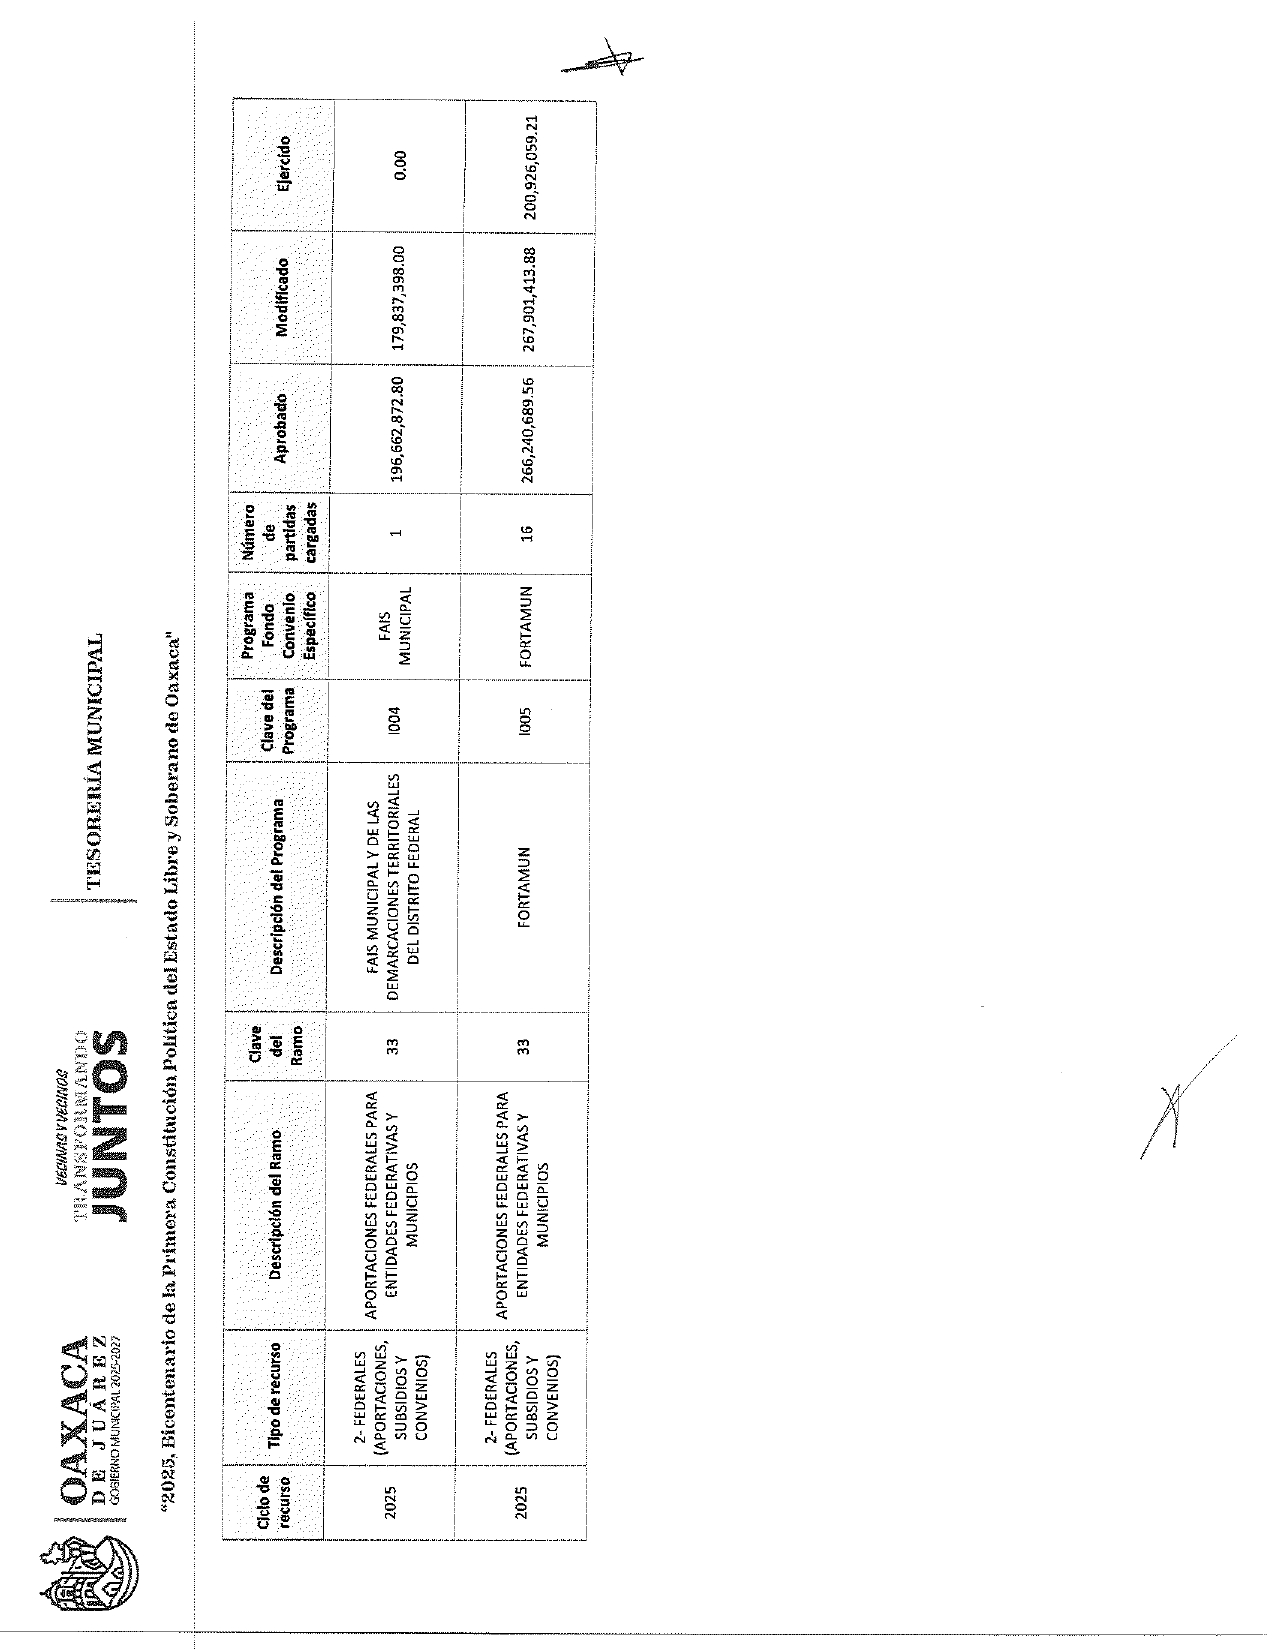 OAXACA
DE JUÁREZ
GOBIERNO MUNICIPAL 2025-2027
VECINAS Y VECINOS
TRANSFORMANDO
JUNTOS
TESORERÍA MUNICIPAL
"2025, Bicentenario de la Primera Constitución Política del Estado Libre y Soberano de Oaxaca"
Ciclo de
recurso
Tipo de recurso
Descripción del Ramo
Clave
del
Ramo
Descripción del Programa
Clave del
Programa
Programa
Fondo
Convenio
Específico
Número
de
partidas
cargadas
Aprobado
Modificado
Ejercido
2025
2- FEDERALES
(APORTACIONES,
SUBSIDIOS Y
CONVENIOS)
APORTACIONES FEDERALES PARA
ENTIDADES FEDERATIVAS Y
MUNICIPIOS
33
FAIS MUNICIPAL Y DE LAS
DEMARCACIONES TERRITORIALES
DEL DISTRITO FEDERAL
I004
FAIS
MUNICIPAL
1
196,662,872.80
179,837,398.00
0.00
2025
2- FEDERALES
(APORTACIONES,
SUBSIDIOS Y
CONVENIOS)
APORTACIONES FEDERALES PARA
ENTIDADES FEDERATIVAS Y
MUNICIPIOS
33
FORTAMUN
I005
FORTAMUN
16
266,240,689.56
267,901,413.88
200,926,059.21